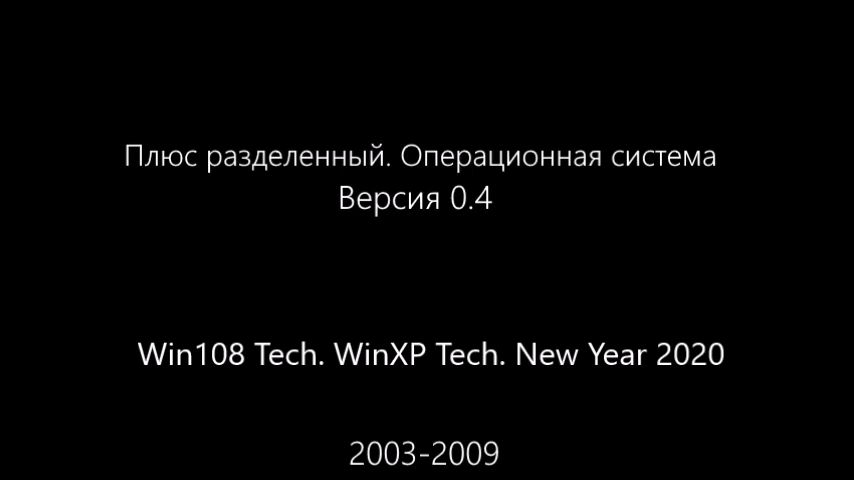 Плюс разделенный. Операционная система
Версия 0.4
Win108 Tech. WinXP Tech. New Year 2020
2003-2009